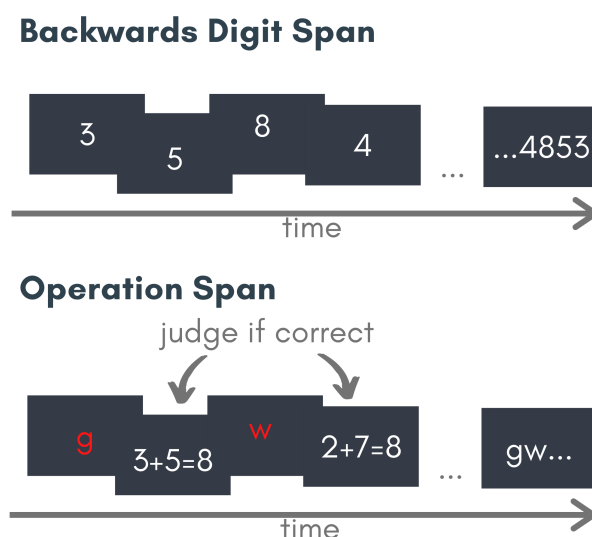 Backwards Digit Span
3
5
8
4
...
...4853
time
Operation Span
judge if correct
g
3+5=8
w
2+7=8
...
gw...
time